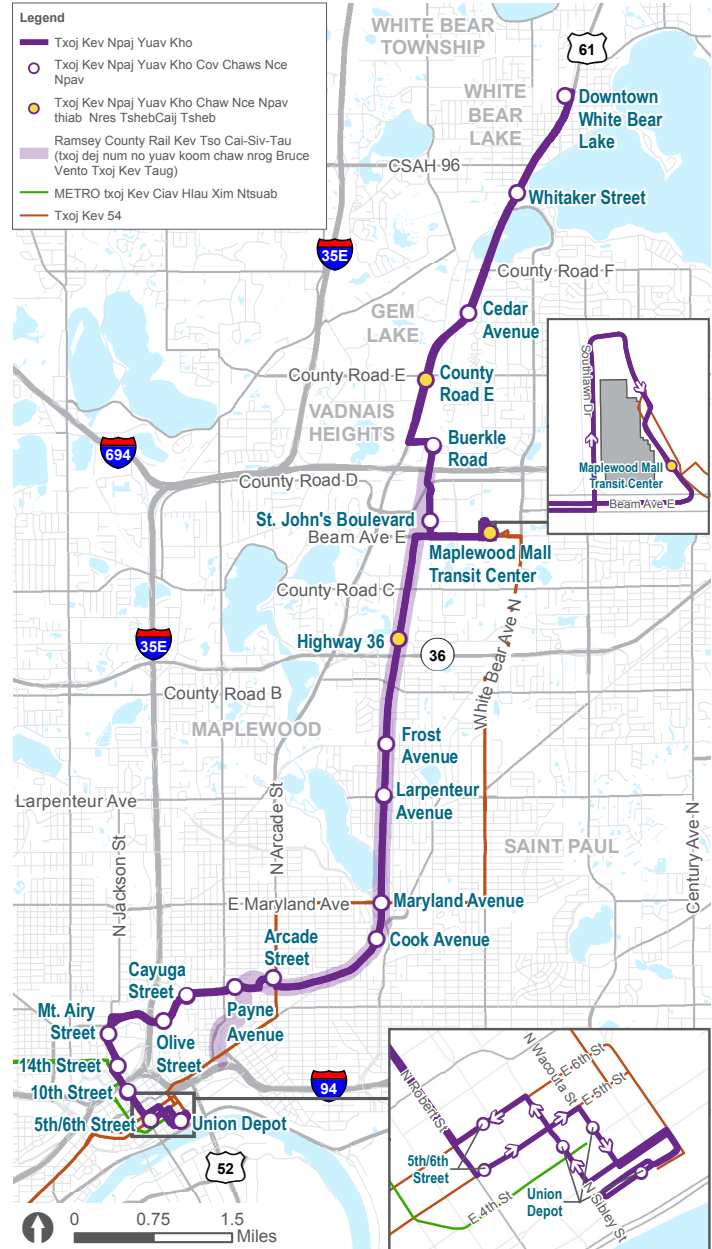 Legend
Txoj Kev Npaj Yuav Kho
Txoj Kev Npaj Yuav Kho Cov Chaws Nce
Npav
Txoj Kev Npaj Yuav Kho Chaw Nce Npav
thiab Nres TshebCaij Tsheb
Ramsey County Rail Kev Tso Cai-Siv-Tau
(txoj dej num no yuav koom chaw nrog Bruce
Vento Txoj Kev Taug)
METRO txoj Kev Ciav Hlau Xim Ntsuab
Txoj Kev 54
WHITE BEAR
TOWNSHIP
61
WHITE
BEAR
LAKE
Downtown
White Bear
Lake
CSAH 96
Whitaker Street
35E
County Road F
GEM
LAKE
Cedar
Avenue
County Road E
County
Road E
VADNAIS
HEIGHTS
Buerkle
Road
694
County Road D
St. John's Boulevard
Beam Ave E
Maplewood Mall
Transit Center
Southlawn Dr
Maplewood Mall
Transit Center
Beam Ave E
County Road C
35E
Highway 36
36
White Bear Ave N
County Road B
MAPLEWOOD
Frost
Avenue
Larpenteur Ave
Larpenteur
Avenue
N Jackson St
N Arcade St
SAINT PAUL
Century Ave N
E Maryland Ave
Maryland Avenue
Arcade
Street
Cook Avenue
Cayuga
Street
Payne
Avenue
Mt. Airy
Street
Olive
Street
14th Street
10th Street
94
5th/6th Street
Union Depot
52
0
0.75
1.5
Miles
N Robert St
N Wacouta St
E 6th St
E 5th St
5th/6th
Street
E 4th St
Union
Depot
N Sibley St